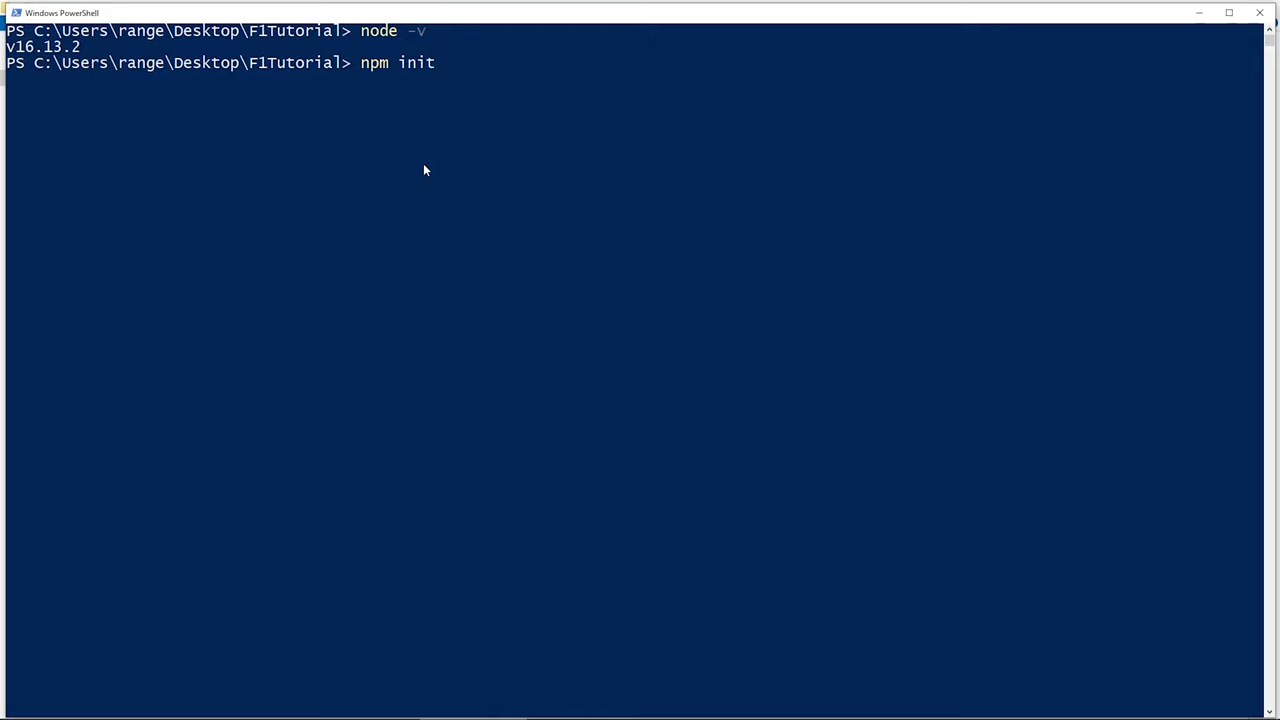 Windows PowerShell
PS C:\Users\range\Desktop\F1Tutorial> node -v
v16.13.2
PS C:\Users\range\Desktop\F1Tutorial> npm init